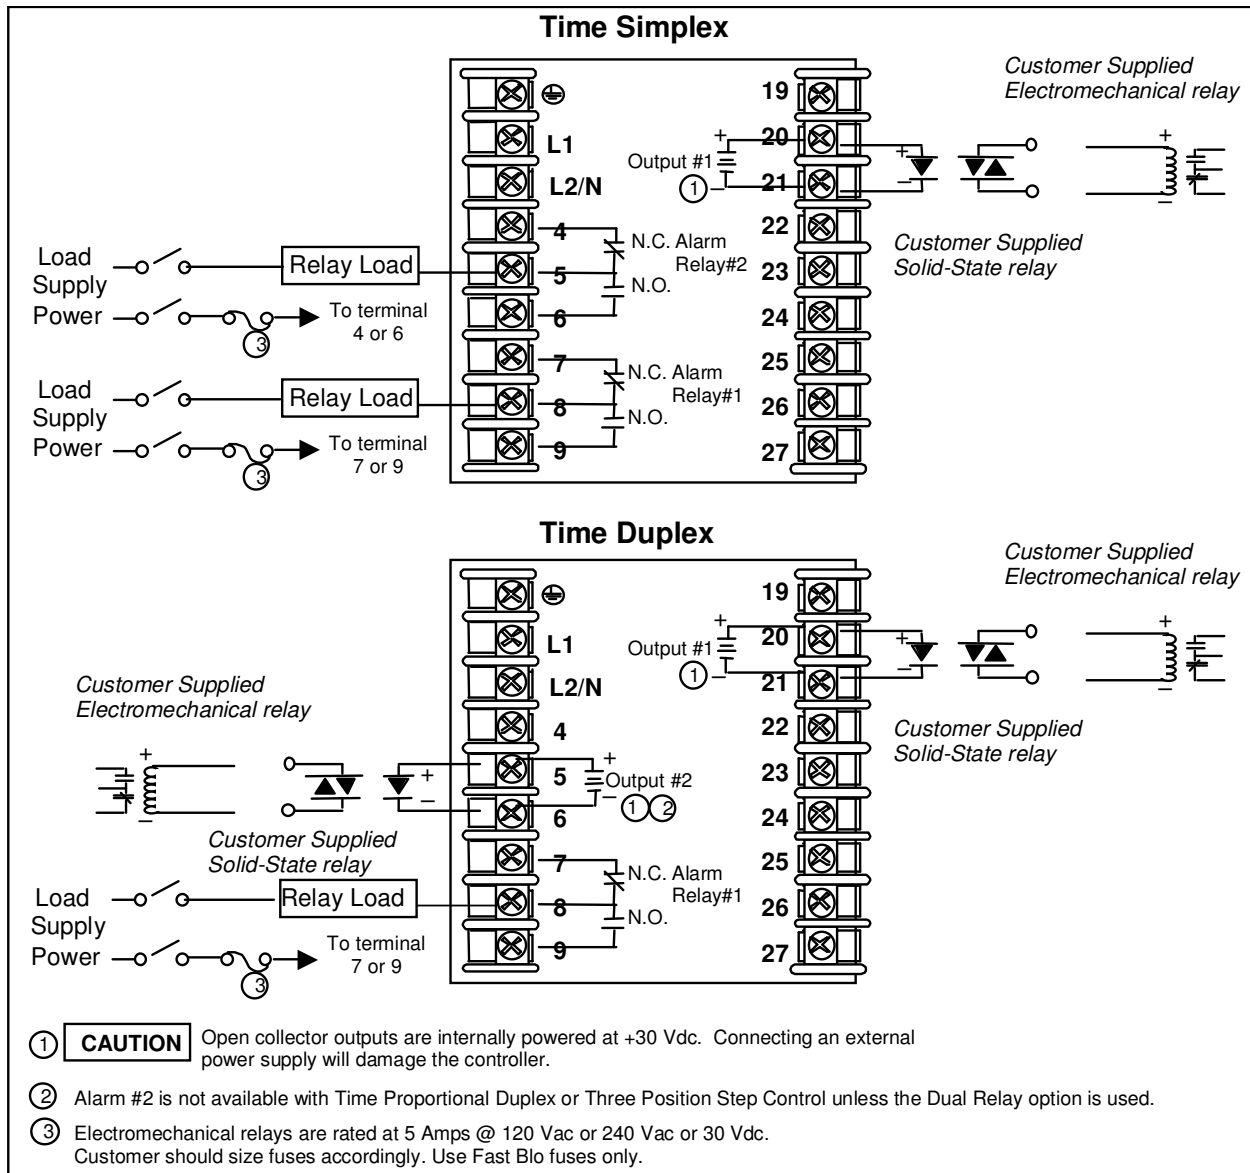 Time Simplex
Customer Supplied
Electromechanical relay
L1
L2/N
4
5
6
7
8
9
19
20
21
22
23
24
25
26
27
+
Output #1
1 –
+
–
+
–
Customer Supplied
Solid-State relay
N.C. Alarm
Relay#2
N.O.
N.C. Alarm
Relay#1
N.O.
Load
Supply
Power
Relay Load
3
To terminal
4 or 6
Load
Supply
Power
Relay Load
3
To terminal
7 or 9
Time Duplex
Customer Supplied
Electromechanical relay
L1
L2/N
4
5
6
7
8
9
19
20
21
22
23
24
25
26
27
+
Output #1
1 –
+
–
+
–
Customer Supplied
Solid-State relay
Customer Supplied
Electromechanical relay
+
–
+
–
Customer Supplied
Solid-State relay
+
Output #2
–
1 2
N.C. Alarm
Relay#1
N.O.
Load
Supply
Power
Relay Load
3
To terminal
7 or 9
1 CAUTION Open collector outputs are internally powered at +30 Vdc. Connecting an external
power supply will damage the controller.
2 Alarm #2 is not available with Time Proportional Duplex or Three Position Step Control unless the Dual Relay option is used.
3 Electromechanical relays are rated at 5 Amps @ 120 Vac or 240 Vac or 30 Vdc.
Customer should size fuses accordingly. Use Fast Blo fuses only.